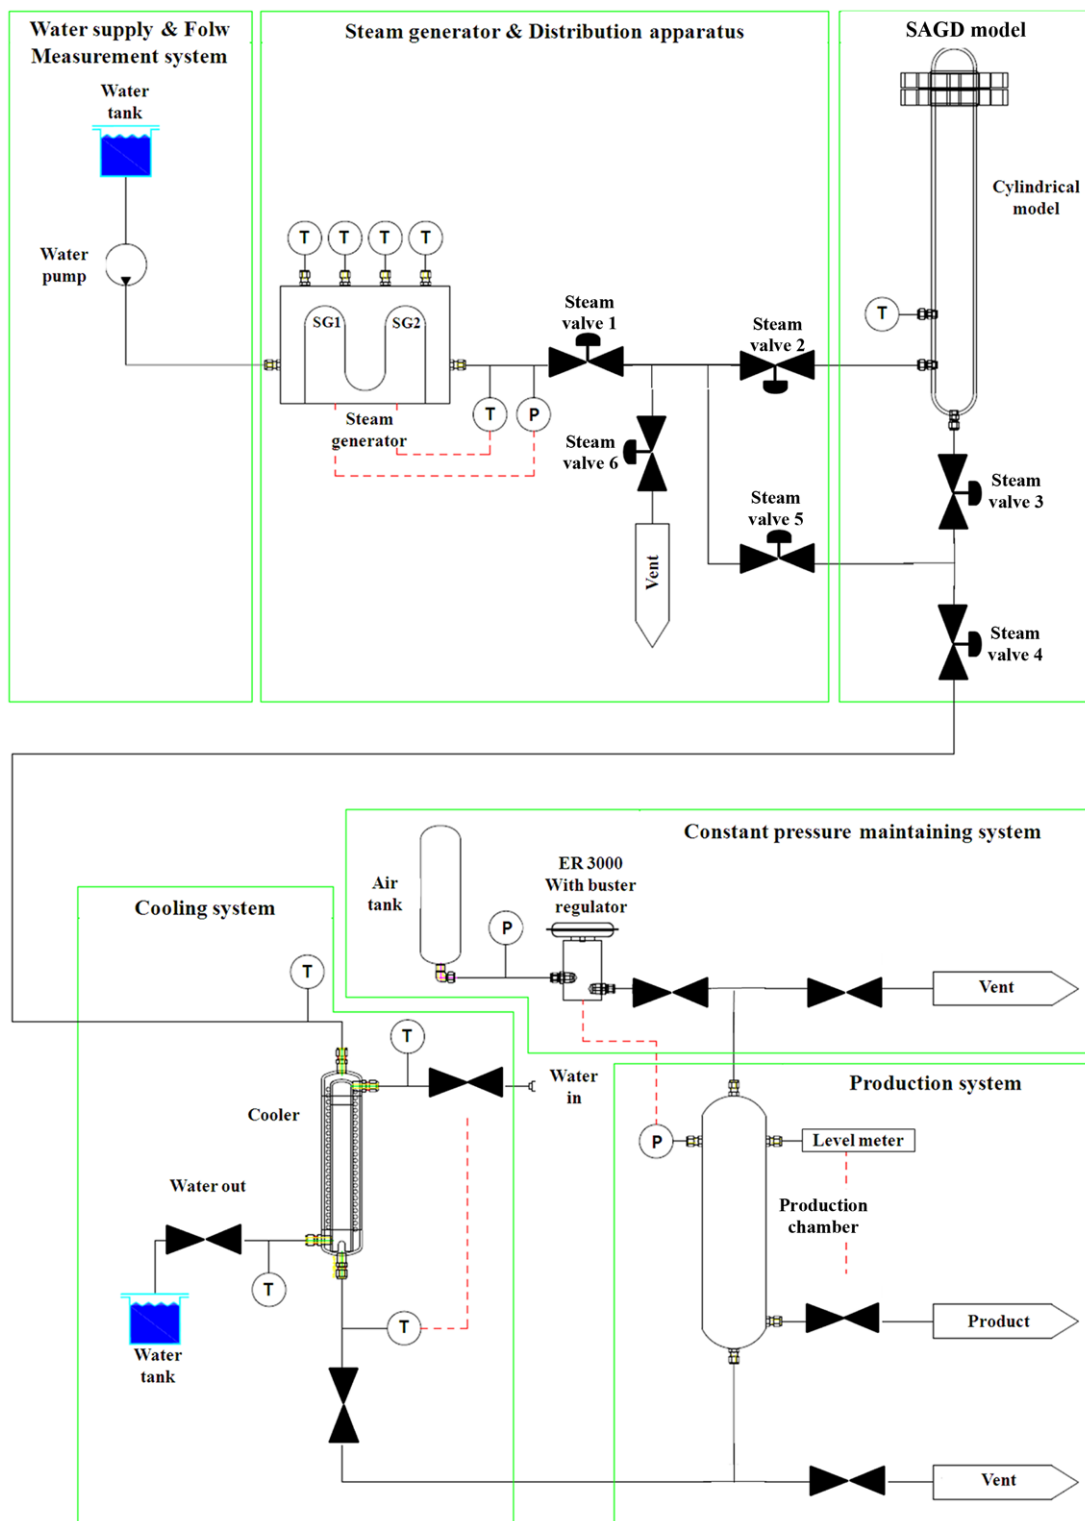 Water supply & Folw
Measurement system
Steam generator & Distribution apparatus
SAGD model
Water
tank
Water
pump
T
T
T
T
SG1
SG2
Steam
generator
T
P
Steam
valve 1
Steam
valve 2
Steam
valve 6
Steam
valve 5
Vent
Cylindrical
model
T
Steam
valve 3
Steam
valve 4
Constant pressure maintaining system
Air
tank
P
ER 3000
With buster
regulator
Vent
Cooling system
T
T
Water
in
Cooler
Water out
T
T
Water
tank
Production system
P
Level meter
Production
chamber
Product
Vent